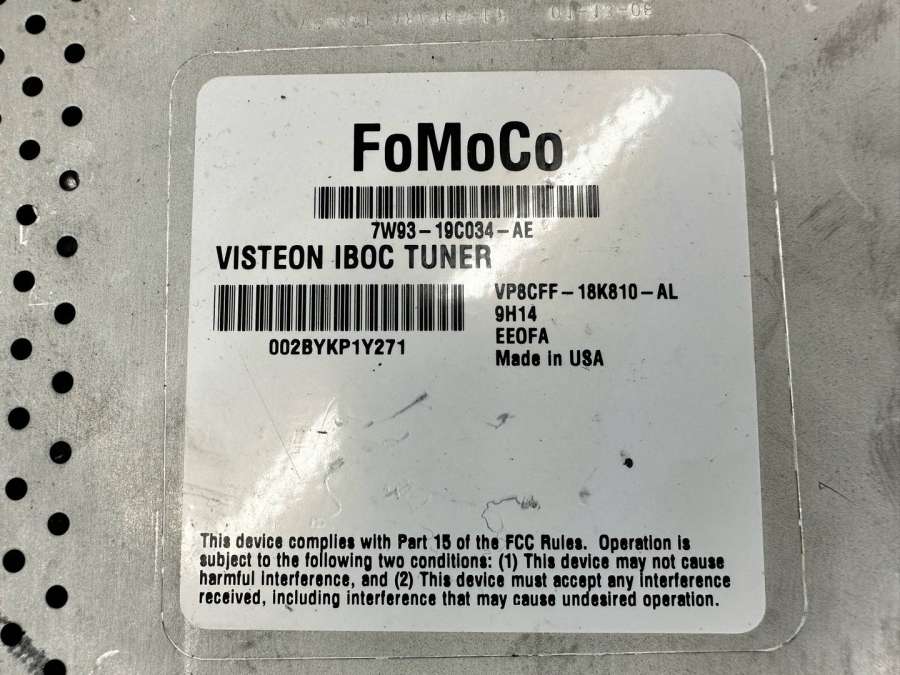 FoMoCo
7W93-19C034-AE
VISTEON IBOC TUNER
VP8CFF-18K810-AL
9H14
EEOFA
Made in USA
002BYKP1Y271
This device complies with Part 15 of the FCC Rules. Operation is
subject to the following two conditions: (1) This device may not cause
harmful interference, and (2) This device must accept any interference
received, including interference that may cause undesired operation.